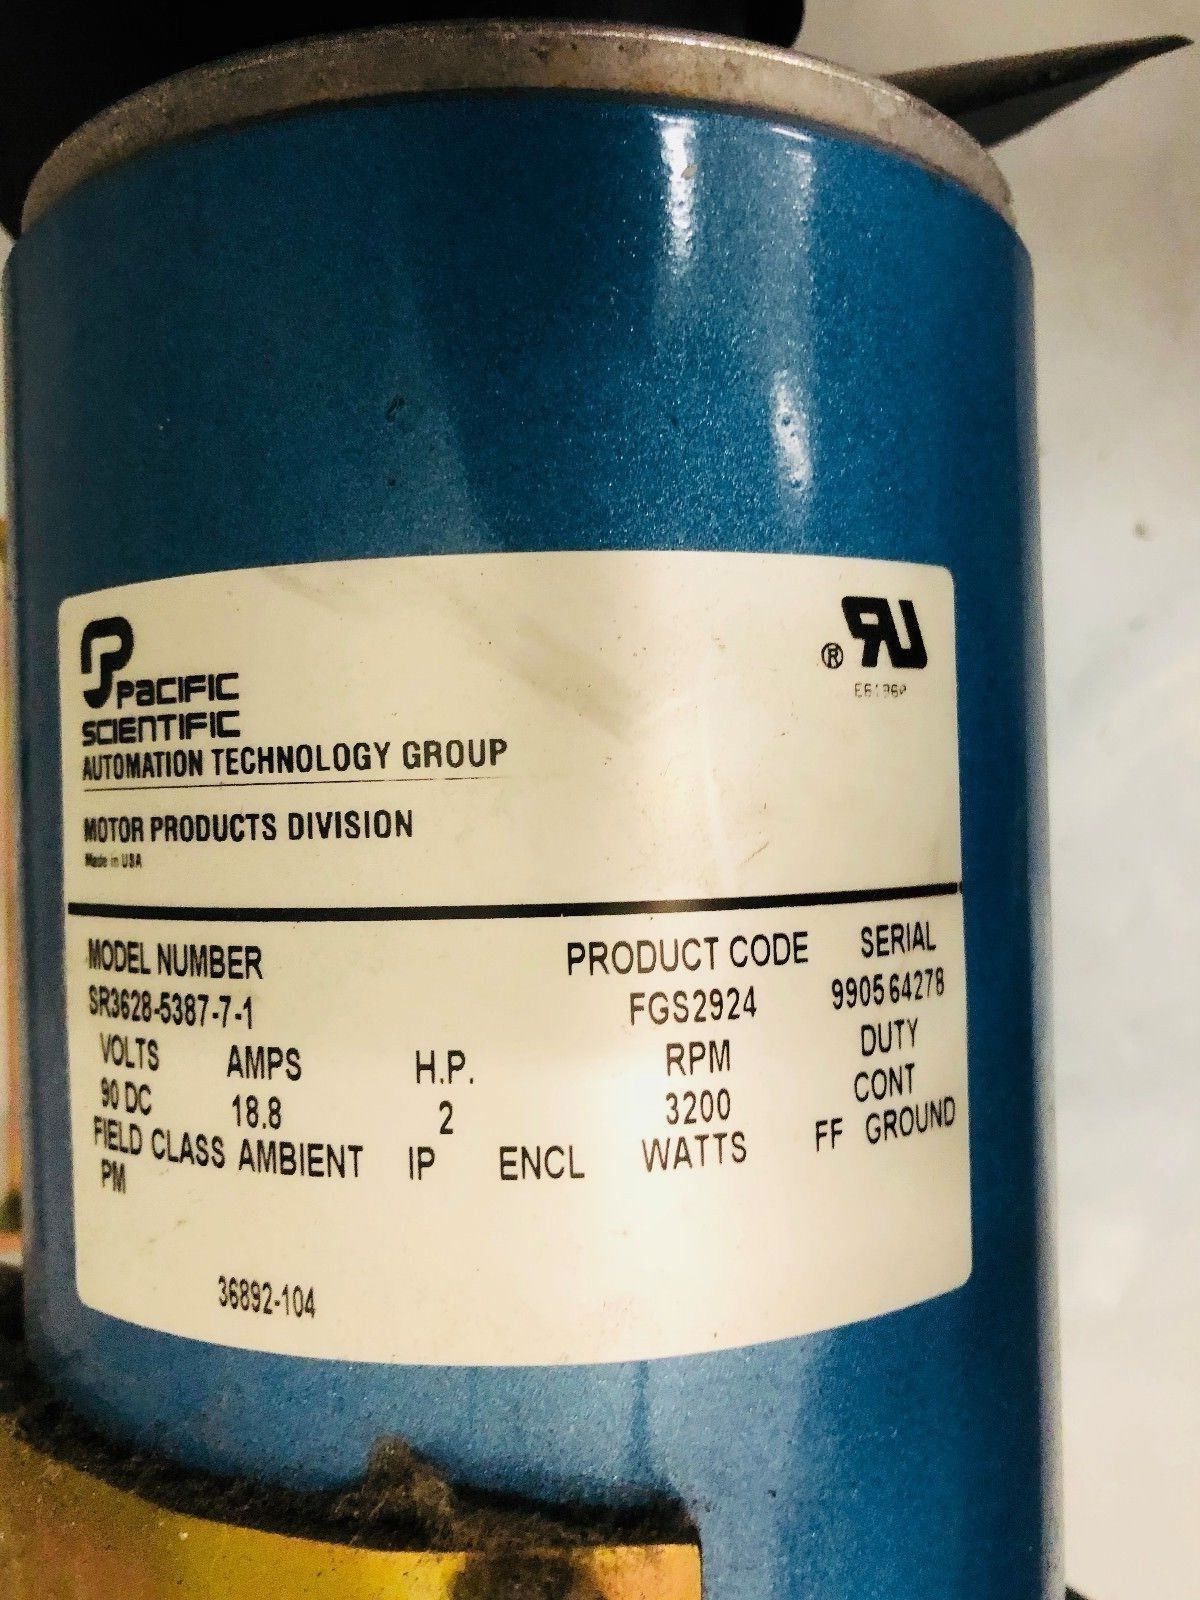 PACIFIC
SCIENTIFIC
AUTOMATION TECHNOLOGY GROUP
MOTOR PRODUCTS DIVISION
Made in USA
®
MODEL NUMBER PRODUCT CODE SERIAL
SR3628-5387-7-1 FGS2924 990564278
VOLTS AMPS H.P. RPM DUTY
90 DC 18.8 2 3200 CONT
FIELD CLASS AMBIENT IP ENCL WATTS FF GROUND
PM
36892-104